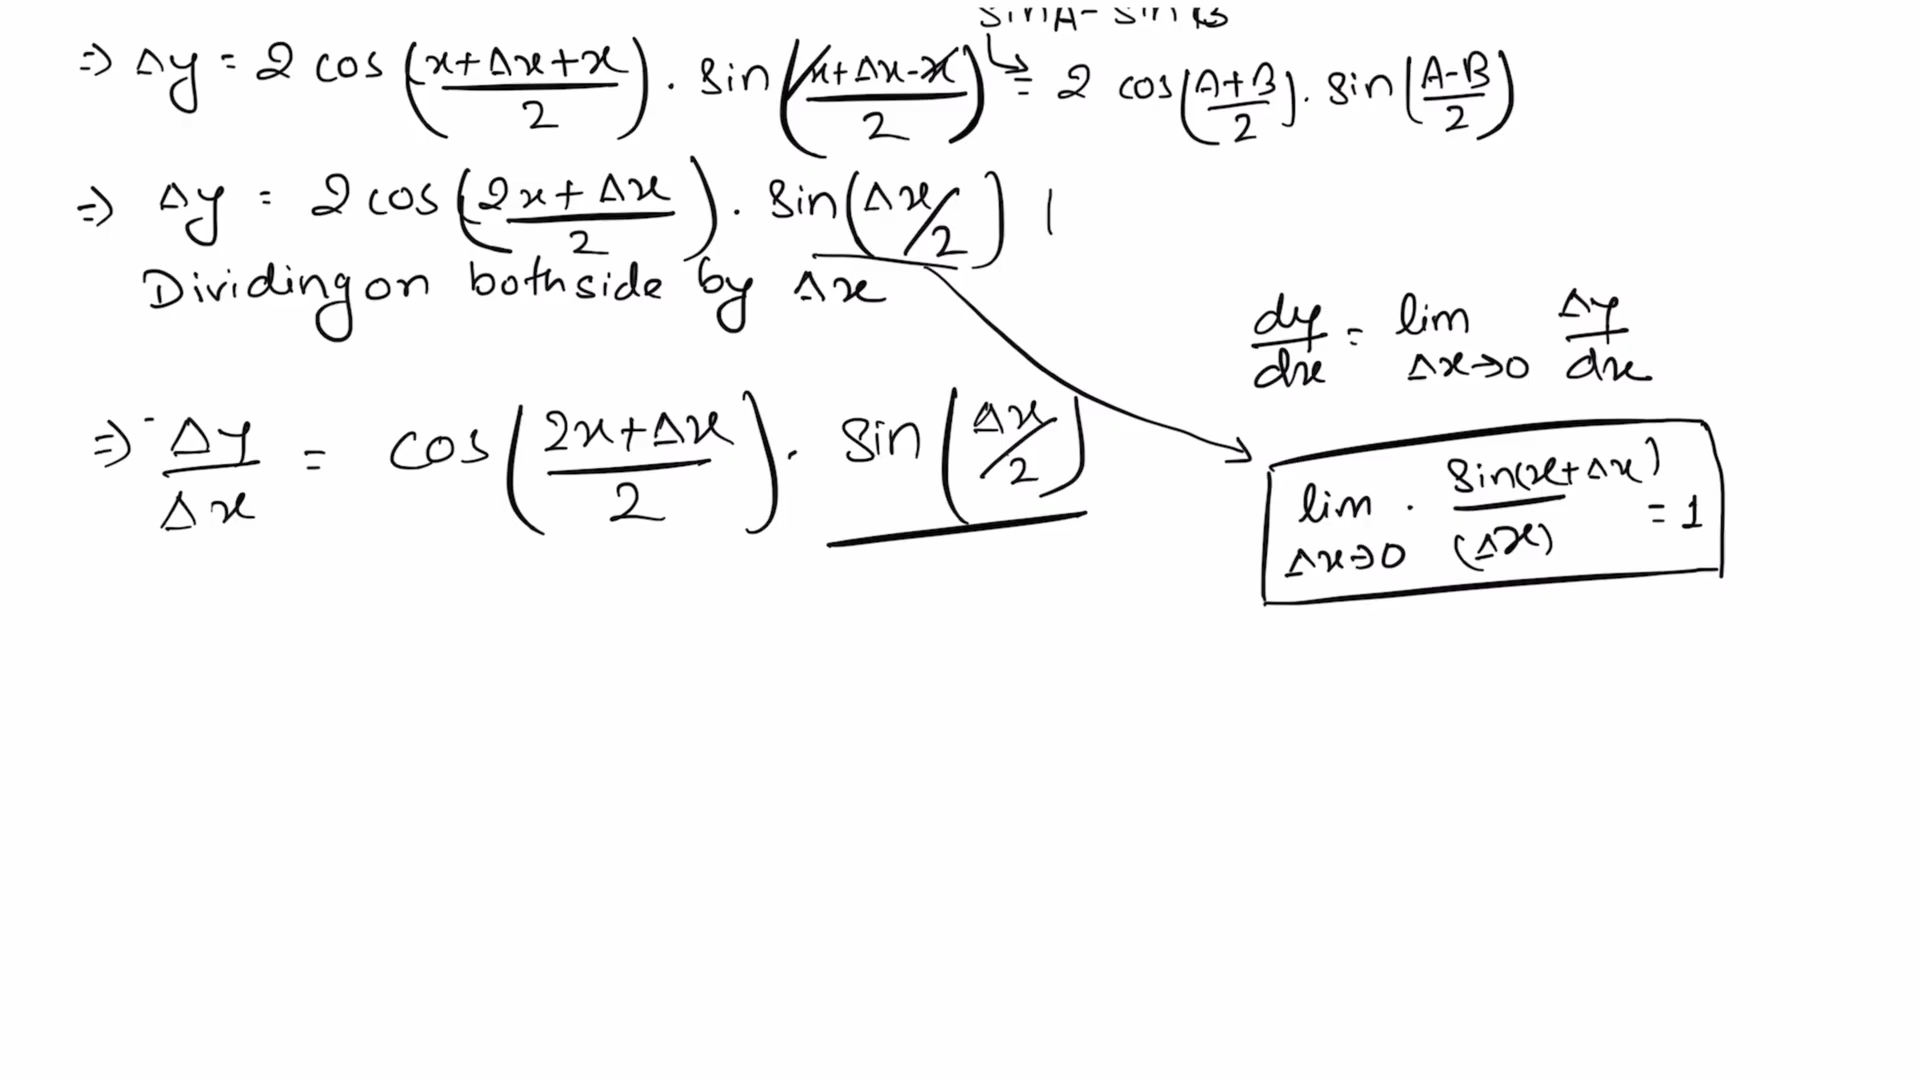 sinA - sin B
⇒ Δy = 2 cos((x+Δx+x)/2) . sin((x+Δx-x)/2) = 2 cos((A+B)/2) . sin((A-B)/2)
⇒ Δy = 2 cos((2x+Δx)/2) . sin(Δx/2) |
Dividing on both side by Δx
dy/dx = lim Δx→0 Δy/dx
⇒ Δy/Δx = cos((2x+Δx)/2) . sin(Δx/2)
lim Δx→0 . sin(x+Δx)/(Δx) = 1